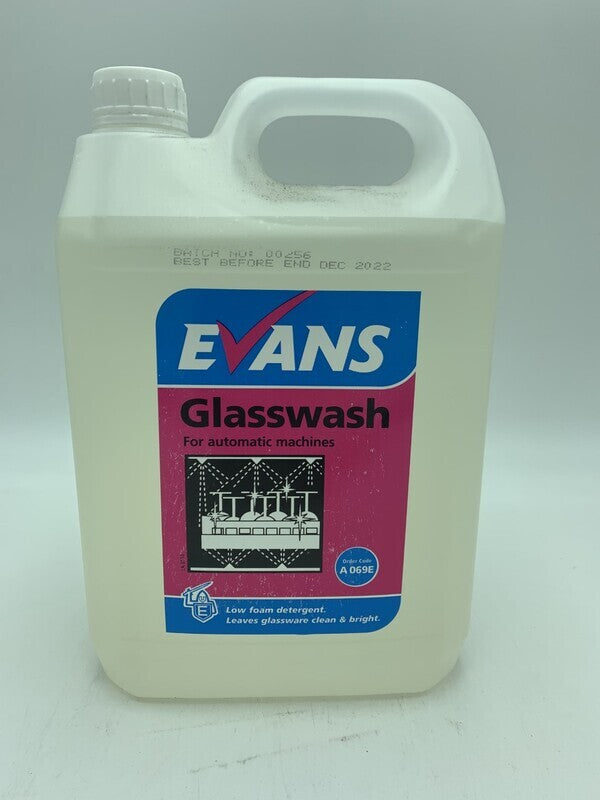 BATCH NO: 00256
BEST BEFORE END DEC 2022
EVANS
Glasswash
For automatic machines
Order Code
A 069E
E
Low foam detergent.
Leaves glassware clean & bright.